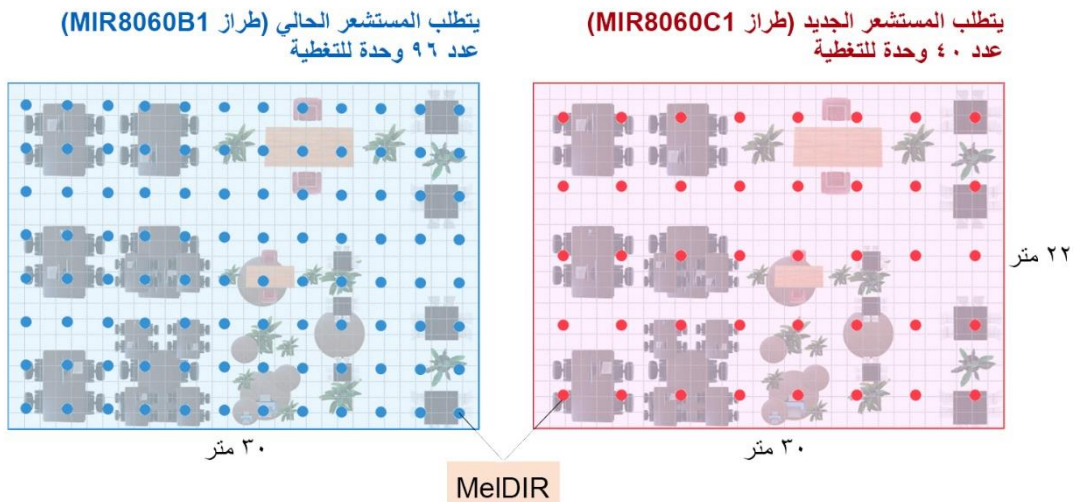 يتطلب المستشعر الحالي (طراز MIR8060B1)
عدد ٩٦ وحدة للتغطية
يتطلب المستشعر الجديد (طراز MIR8060C1)
عدد ٤٠ وحدة للتغطية
٢٢ متر
٣٠ متر
٣٠ متر
MelDIR